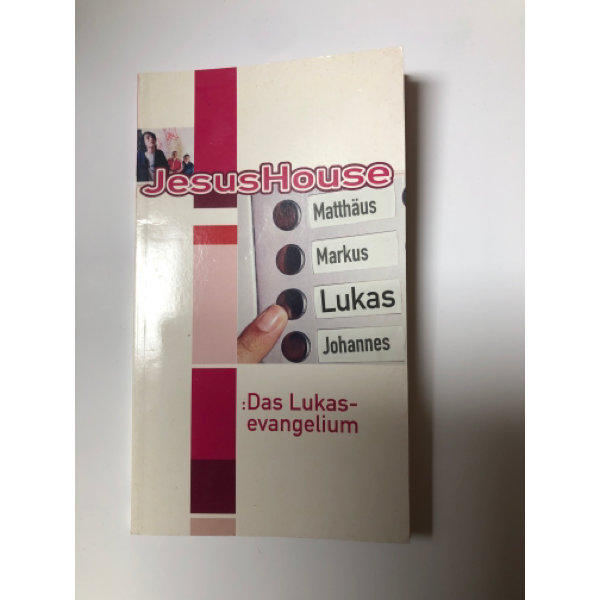 JesusHouse
Matthäus
Markus
Lukas
Johannes
:Das Lukas-
evangelium